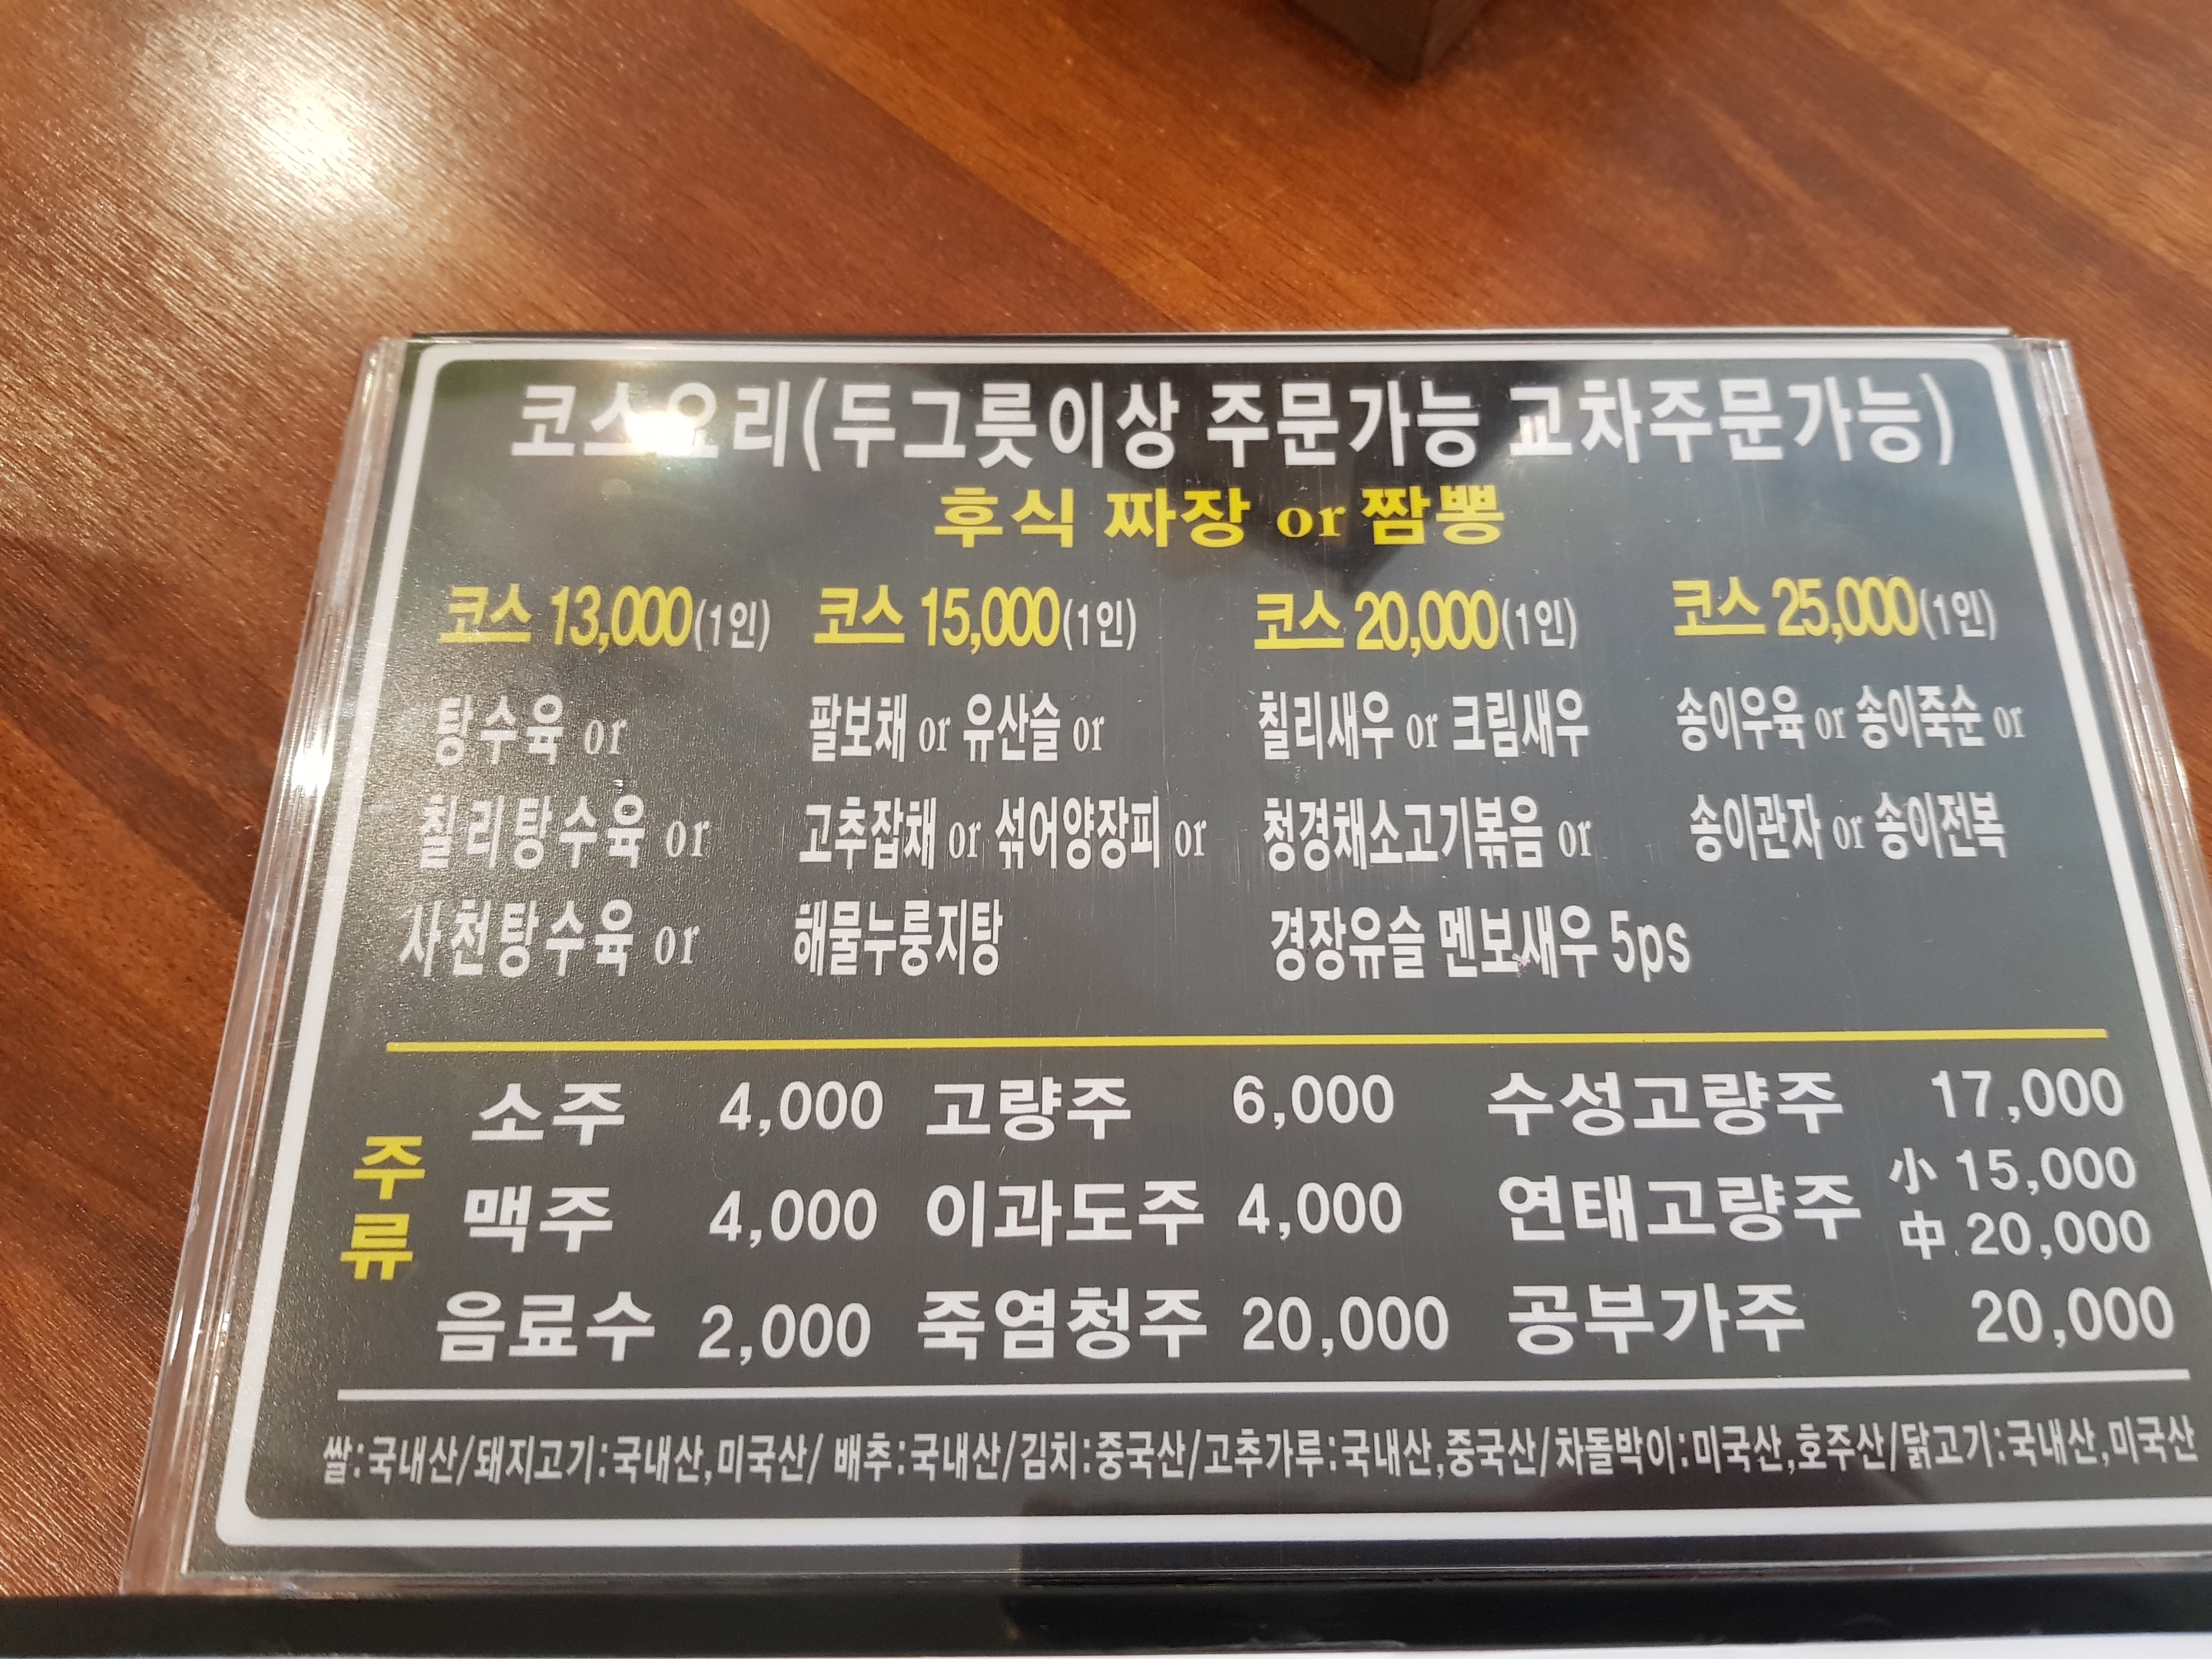 코스요리(두그릇이상 주문가능 교차주문가능)
후식 짜장 or 짬뽕
코스 13,000(1인) 코스 15,000(1인) 코스 20,000(1인) 코스 25,000(1인)
탕수육 or 팔보채 or 유산슬 or 칠리새우 or 크림새우 송이우육 or 송이죽순 or
칠리탕수육 or 고추잡채 or 섞어양장피 or 청경채소고기볶음 or 송이관자 or 송이전복
사천탕수육 or 해물누룽지탕 경장유슬 멘보새우 5ps
주류
소주 4,000 고량주 6,000 수성고량주 17,000
맥주 4,000 이과도주 4,000 연태고량주 小 15,000
中 20,000
음료수 2,000 죽염청주 20,000 공부가주 20,000
쌀:국내산/돼지고기:국내산,미국산/ 배추:국내산/김치:중국산/고추가루:국내산,중국산/차돌박이:미국산,호주산/닭고기:국내산,미국산